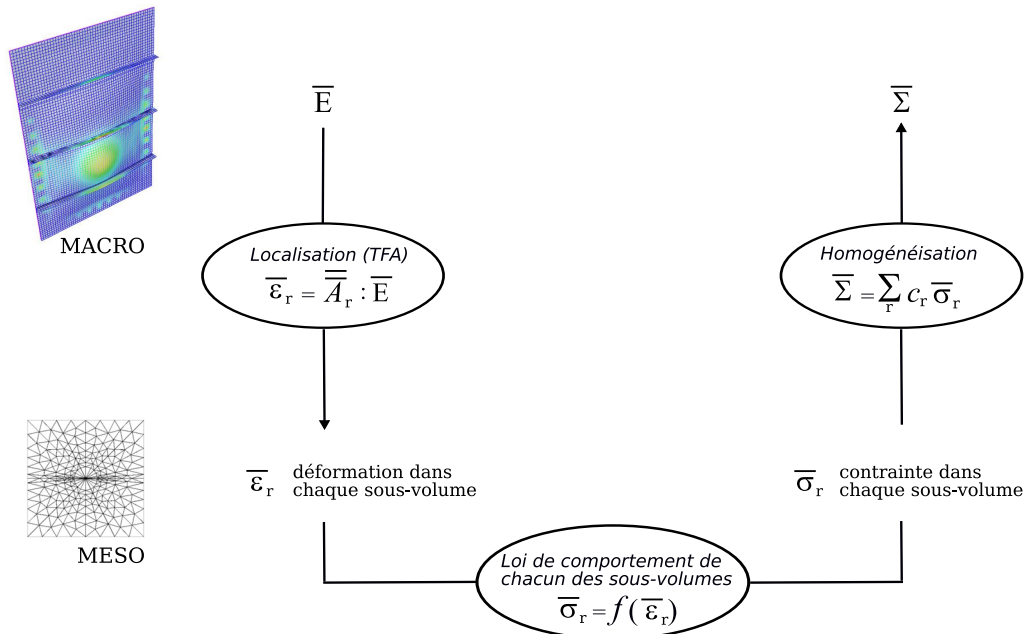 E̅
Σ̅
MACRO
Localisation (TFA)
ε̅r = A̿r : E̅
Homogénéisation
Σ̅ = ∑r cr σ̅r
ε̅r déformation dans
chaque sous-volume
σ̅r contrainte dans
chaque sous-volume
MESO
Loi de comportement de
chacun des sous-volumes
σ̅r = f(ε̅r)